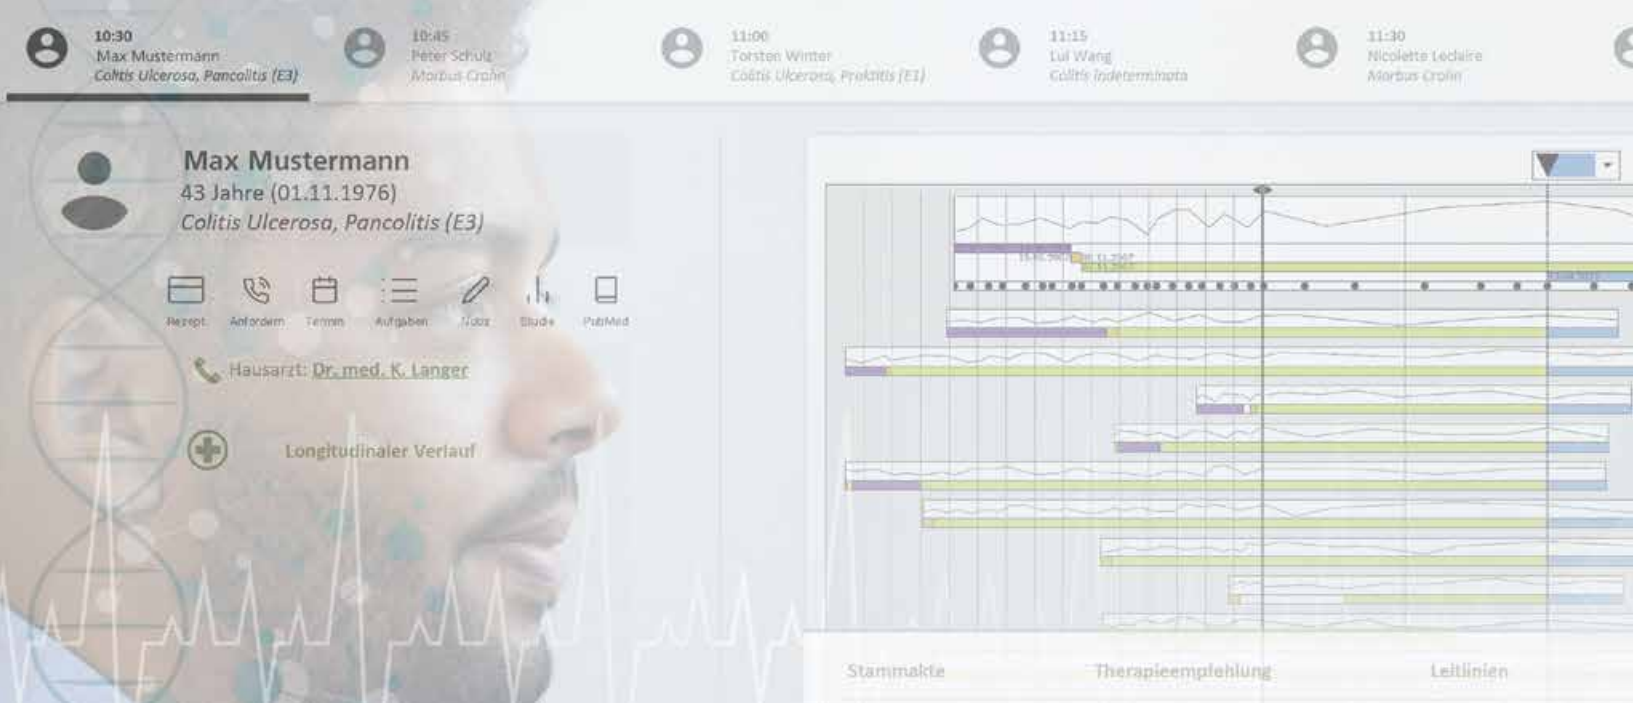 10:30
Max Mustermann
Colitis Ulcerosa, Pancolitis (E3)
10:45
Peter Schulz
Morbus Crohn
11:00
Torsten Winter
Colitis Ulcerosa, Proktitis (E1)
11:15
Lui Wang
Colitis Indeterminata
11:30
Nicolette Leclaire
Morbus Crohn
Max Mustermann
43 Jahre (01.11.1976)
Colitis Ulcerosa, Pancolitis (E3)
Rezept
Anfordern
Termin
Aufgaben
Notiz
Studie
PubMed
Hausarzt: Dr. med. K. Langer
Longitudinaler Verlauf
Stammakte
Therapieempfehlung
Leitlinien